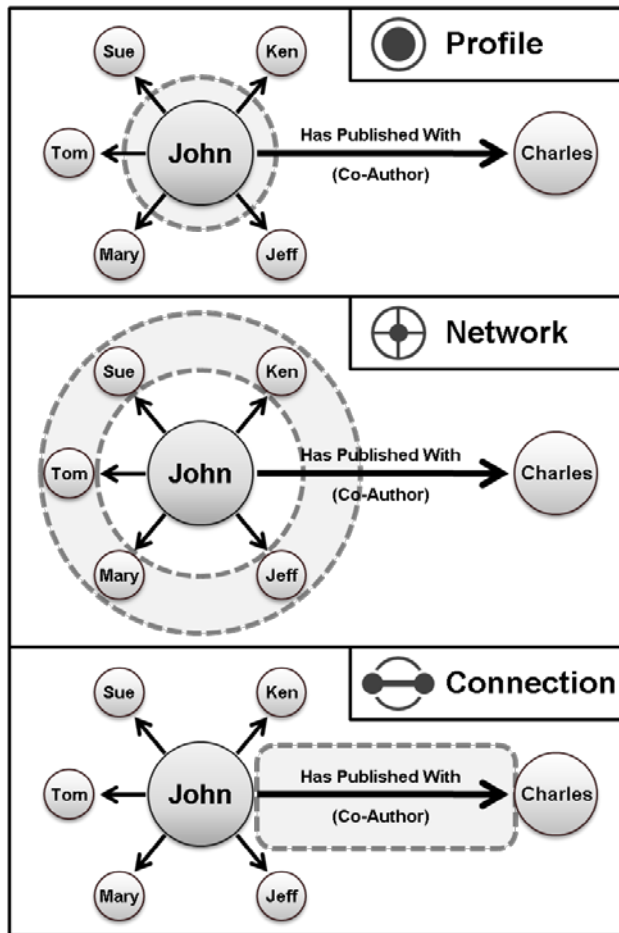 Profile
Sue
Ken
Tom
John
Has Published With
(Co-Author)
Charles
Mary
Jeff
Network
Sue
Ken
Tom
John
Has Published With
(Co-Author)
Charles
Mary
Jeff
Connection
Sue
Ken
Tom
John
Has Published With
(Co-Author)
Charles
Mary
Jeff